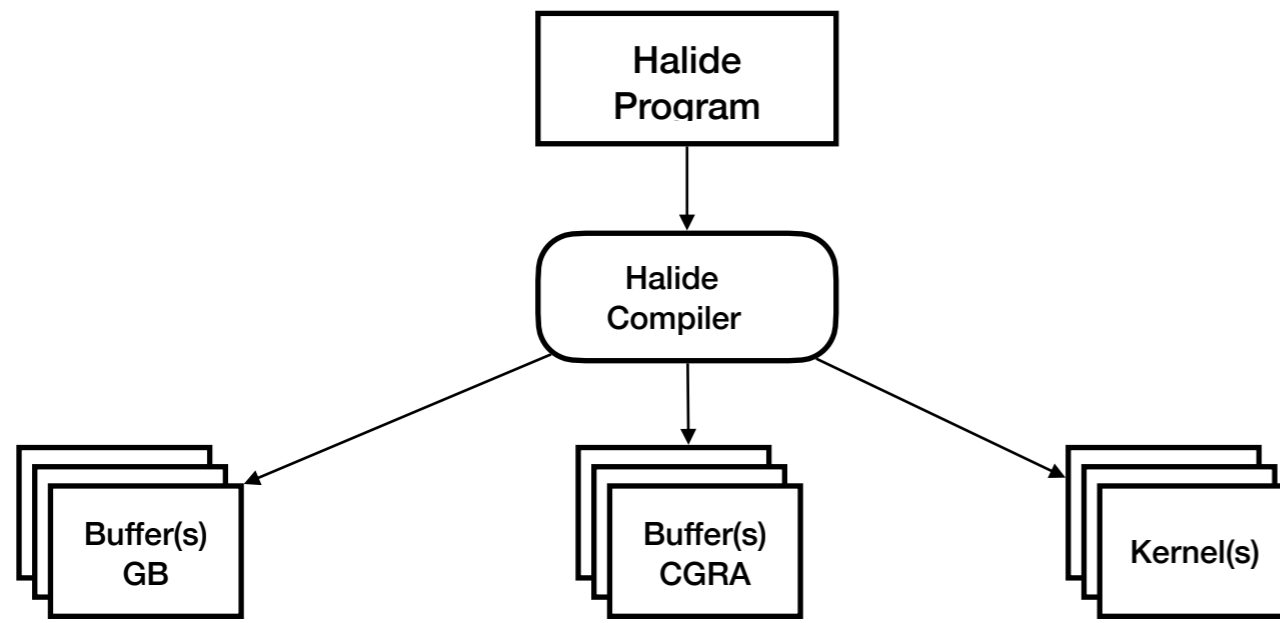 Halide
Program
Halide
Compiler
Buffer(s)
GB
Buffer(s)
CGRA
Kernel(s)